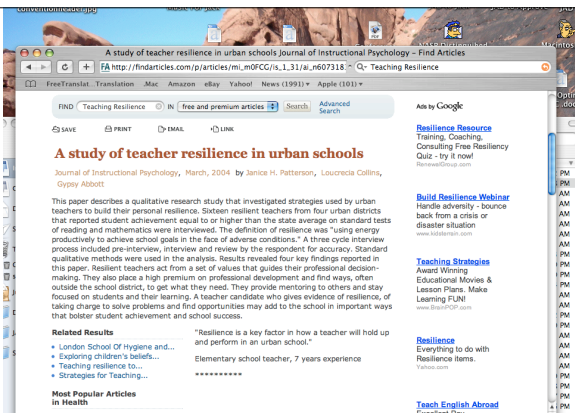 conventionheader.jpg
A study of teacher resilience in urban schools Journal of Instructional Psychology – Find Articles
http://findarticles.com/p/articles/mi_m0FCG/is_1_31/ai_n607318
Teaching Resilience
FreeTranslat...Translation .Mac Amazon eBay Yahoo! News (1991) Apple (101)
FIND Teaching Resilience IN free and premium articles Search Advanced Search
SAVE PRINT EMAIL LINK
A study of teacher resilience in urban schools
Journal of Instructional Psychology, March, 2004 by Janice H. Patterson, Loucrecia Collins,
Gypsy Abbott
This paper describes a qualitative research study that investigated strategies used by urban
teachers to build their personal resilience. Sixteen resilient teachers from four urban districts
that reported student achievement equal to or higher than the state average on standard tests
of reading and mathematics were interviewed. The definition of resilience was "using energy
productively to achieve school goals in the face of adverse conditions." A three cycle interview
process included pre-interview, interview and review by the respondent for accuracy. Standard
qualitative methods were used in the analysis. Results revealed four key findings reported in
this paper. Resilient teachers act from a set of values that guides their professional decision-
making. They also place a high premium on professional development and find ways, often
outside the school district, to get what they need. They provide mentoring to others and stay
focused on students and their learning. A teacher candidate who gives evidence of resilience, of
taking charge to solve problems and find opportunities may add to the school in important ways
that bolster student achievement and school success.
Related Results
London School Of Hygiene and...
Exploring children's beliefs...
Teaching resilience to...
Strategies for Teaching...
Most Popular Articles
in Health
"Resilience is a key factor in how a teacher will hold up
and perform in an urban school."
Elementary school teacher, 7 years experience
**********
Ads by Google
Resilience Resource
Training, Coaching,
Consulting Free Resiliency
Quiz - try it now!
RenewalGroup.com
Build Resilience Webinar
Handle adversity - bounce
back from a crisis or
disaster situation
www.kidsterrain.com
Teaching Strategies
Award Winning
Educational Movies &
Lesson Plans. Make
Learning FUN!
www.BrainPOP.com
Resilience
Everything to do with
Resilience items.
Yahoo.com
Teach English Abroad